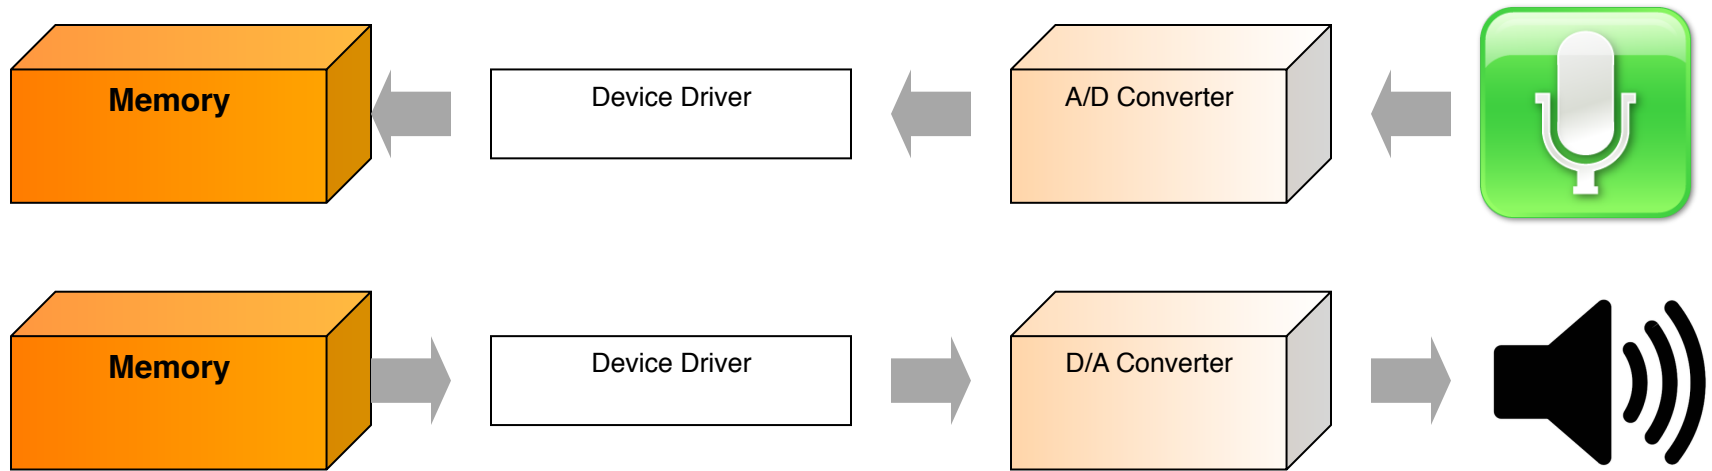 Memory
Device Driver
A/D Converter
Memory
Device Driver
D/A Converter